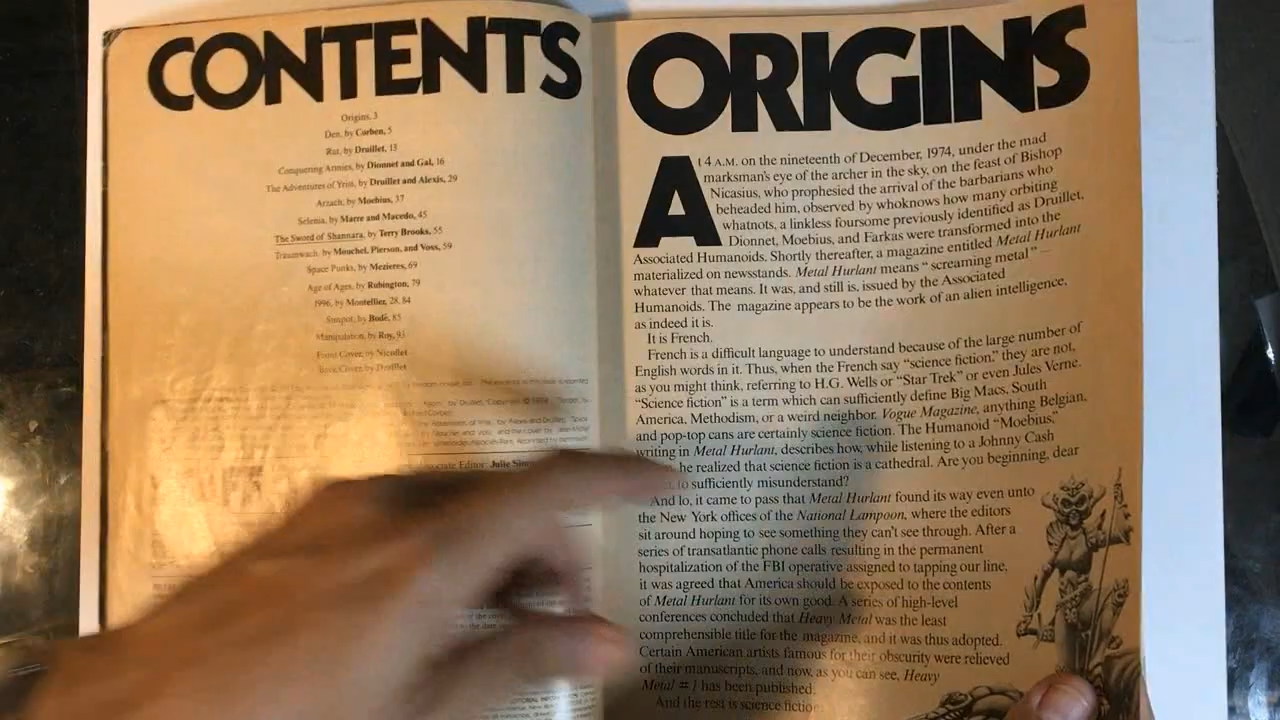 CONTENTS
Origins, 3
Den, by Corben, 5
Rut, by Druillet, 13
Conquering Armies, by Dionnet and Gal, 16
The Adventures of Yrris, by Druillet and Alexis, 29
Arzach, by Moebius, 37
Selenia, by Marre and Macedo, 45
The Sword of Shannara, by Terry Brooks, 55
Traumwach, by Mouchel, Pierson, and Voss, 59
Space Punks, by Mezieres, 69
Age of Ages, by Rubington, 79
1996, by Montellier, 28, 84
Sunpot, by Bodé, 85
Manipulation, by Roy, 93
Front Cover, by Nicollet
Back Cover, by Druillet
Associate Editor: Julie
ORIGINS
At 4 A.M. on the nineteenth of December, 1974, under the mad
marksman's eye of the archer in the sky, on the feast of Bishop
Nicasius, who prophesied the arrival of the barbarians who
beheaded him, observed by whoknows how many orbiting
whatnots, a linkless foursome previously identified as Druillet,
Dionnet, Moebius, and Farkas were transformed into the
Associated Humanoids. Shortly thereafter, a magazine entitled Metal Hurlant
materialized on newsstands. Metal Hurlant means “screaming metal” —
whatever that means. It was, and still is, issued by the Associated
Humanoids. The magazine appears to be the work of an alien intelligence,
as indeed it is.
It is French.
French is a difficult language to understand because of the large number of
English words in it. Thus, when the French say “science fiction,” they are not,
as you might think, referring to H.G. Wells or “Star Trek” or even Jules Verne.
“Science fiction” is a term which can sufficiently define Big Macs, South
America, Methodism, or a weird neighbor. Vogue Magazine, anything Belgian,
and pop-top cans are certainly science fiction. The Humanoid “Moebius,”
writing in Metal Hurlant, describes how, while listening to a Johnny Cash
he realized that science fiction is a cathedral. Are you beginning, dear
to sufficiently misunderstand?
And lo, it came to pass that Metal Hurlant found its way even unto
the New York offices of the National Lampoon, where the editors
sit around hoping to see something they can't see through. After a
series of transatlantic phone calls resulting in the permanent
hospitalization of the FBI operative assigned to tapping our line,
it was agreed that America should be exposed to the contents
of Metal Hurlant for its own good. A series of high-level
conferences concluded that Heavy Metal was the least
comprehensible title for the magazine, and it was thus adopted.
Certain American artists famous for their obscurity were relieved
of their manuscripts, and now, as you can see, Heavy
Metal #1 has been published.
And the rest is science fiction